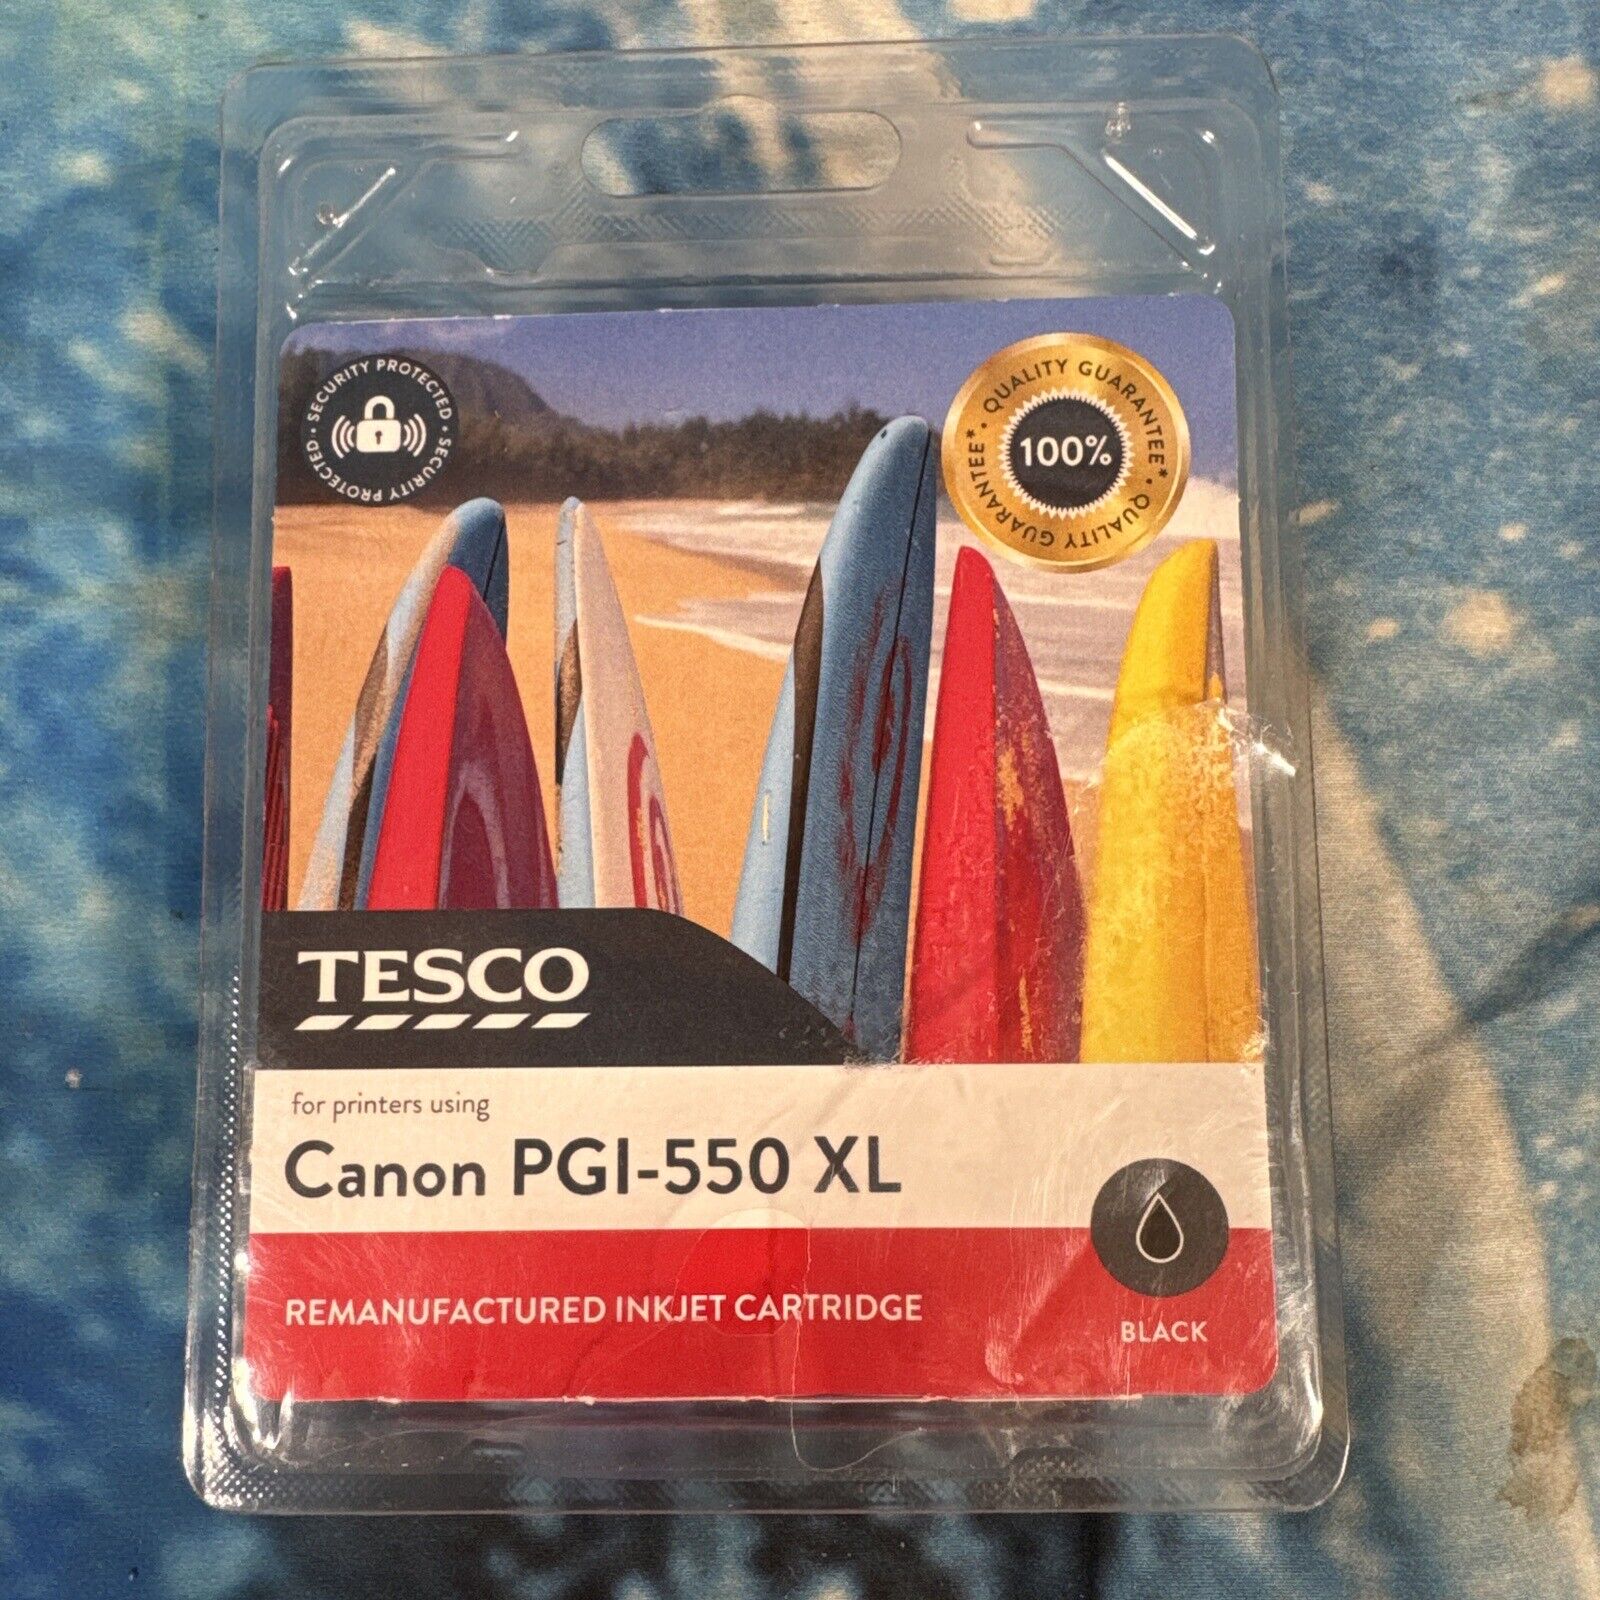 SECURITY PROTECTED • SECURITY PROTECTED •
QUALITY GUARANTEE* • QUALITY GUARANTEE* •
100%
TESCO
for printers using
Canon PGI-550 XL
REMANUFACTURED INKJET CARTRIDGE
BLACK